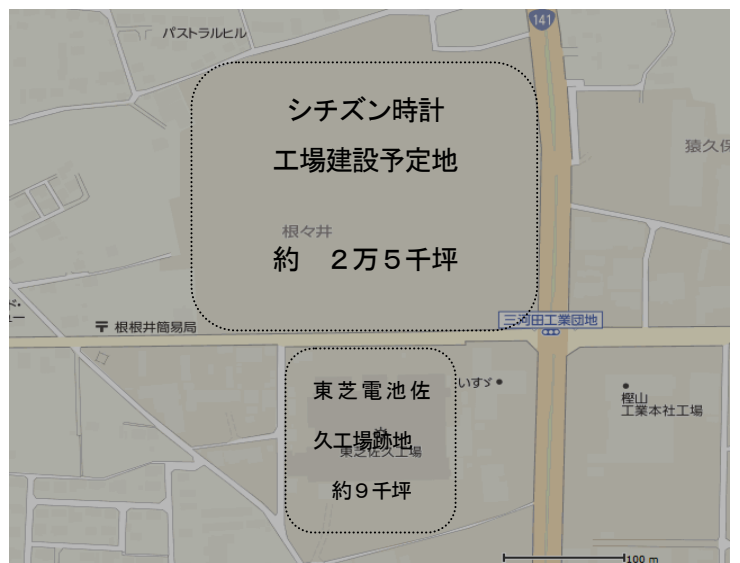 141
パストラルヒル
シチズン時計
工場建設予定地
猿久保
根々井
約 2万5千坪
ド・
ュー
〒 根根井簡易局
三河田工業団地
東芝電池佐
いすゞ
樫山
工業本社工場
久工場跡地
東芝佐久工場
約9千坪
100 m